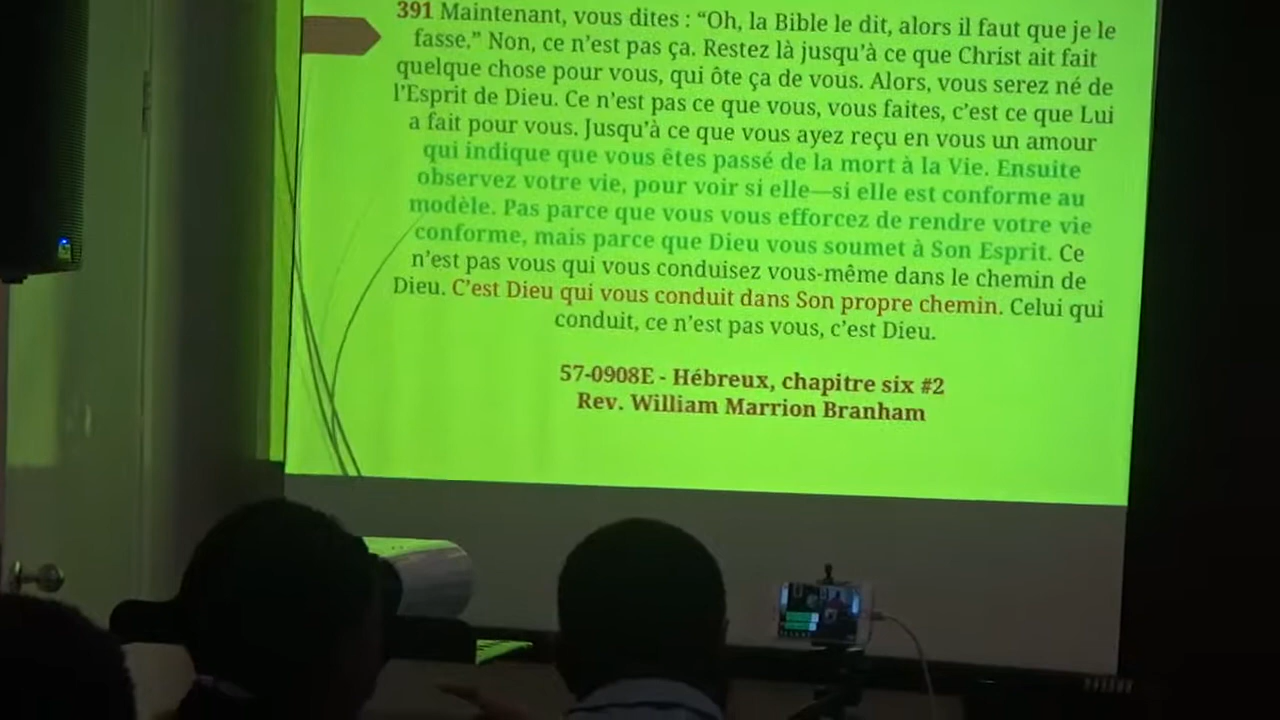 391 Maintenant, vous dites : “Oh, la Bible le dit, alors il faut que je le
fasse.” Non, ce n’est pas ça. Restez là jusqu’à ce que Christ ait fait
quelque chose pour vous, qui ôte ça de vous. Alors, vous serez né de
l’Esprit de Dieu. Ce n’est pas ce que vous, vous faites, c’est ce que Lui
a fait pour vous. Jusqu’à ce que vous ayez reçu en vous un amour
qui indique que vous êtes passé de la mort à la Vie. Ensuite
observez votre vie, pour voir si elle—si elle est conforme au
modèle. Pas parce que vous vous efforcez de rendre votre vie
conforme, mais parce que Dieu vous soumet à Son Esprit. Ce
n’est pas vous qui vous conduisez vous-même dans le chemin de
Dieu. C’est Dieu qui vous conduit dans Son propre chemin. Celui qui
conduit, ce n’est pas vous, c’est Dieu.
57-0908E - Hébreux, chapitre six #2
Rev. William Marrion Branham